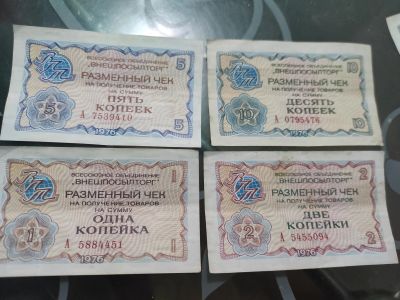 ВСЕСОЮЗНОЕ ОБЪЕДИНЕНИЕ
"ВНЕШПОСЫЛТОРГ"
5
РАЗМЕННЫЙ ЧЕК
НА ПОЛУЧЕНИЕ ТОВАРОВ
НА СУММУ
5
ПЯТЬ
КОПЕЕК
А 7539419
5
1976
ВСЕСОЮЗНОЕ ОБЪЕДИНЕНИЕ
"ВНЕШПОСЫЛТОРГ"
10
РАЗМЕННЫЙ ЧЕК
НА ПОЛУЧЕНИЕ ТОВАРОВ
НА СУММУ
10
ДЕСЯТЬ
КОПЕЕК
А 0795476
10
1976
ВСЕСОЮЗНОЕ ОБЪЕДИНЕНИЕ
"ВНЕШПОСЫЛТОРГ"
1
РАЗМЕННЫЙ ЧЕК
НА ПОЛУЧЕНИЕ ТОВАРОВ
НА СУММУ
1
ОДНА
КОПЕЙКА
А 5884451
1
1976
ВСЕСОЮЗНОЕ ОБЪЕДИНЕНИЕ
"ВНЕШПОСЫЛТОРГ"
2
РАЗМЕННЫЙ ЧЕК
НА ПОЛУЧЕНИЕ ТОВАРОВ
НА СУММУ
2
ДВЕ
КОПЕЙКИ
А 5455094
2
1976